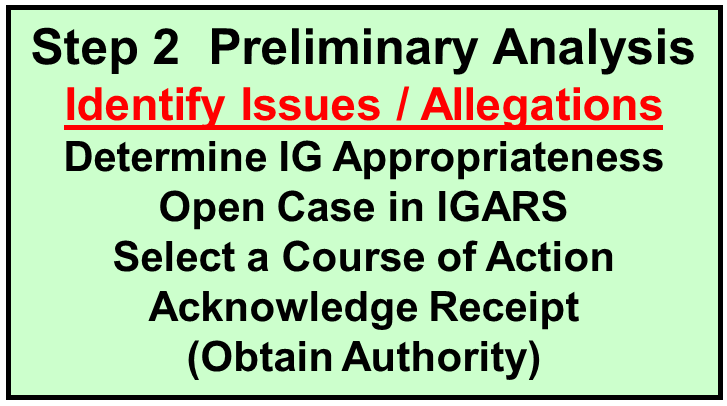 Step 2  Preliminary Analysis
Identify Issues / Allegations
Determine IG Appropriateness
Open Case in IGARS
Select a Course of Action
Acknowledge Receipt
(Obtain Authority)